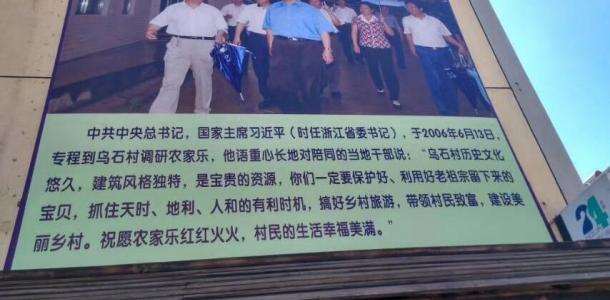 中共中央总书记，国家主席习近平（时任浙江省委书记），于2006年6月13日，
专程到乌石村调研农家乐，他语重心长地对陪同的当地干部说：“乌石村历史文化
悠久，建筑风格独特，是宝贵的资源，你们一定要保护好、利用好老祖宗留下来的
宝贝，抓住天时、地利、人和的有利时机，搞好乡村旅游，带领村民致富，建设美
丽乡村。祝愿农家乐红红火火，村民的生活幸福美满。”
24